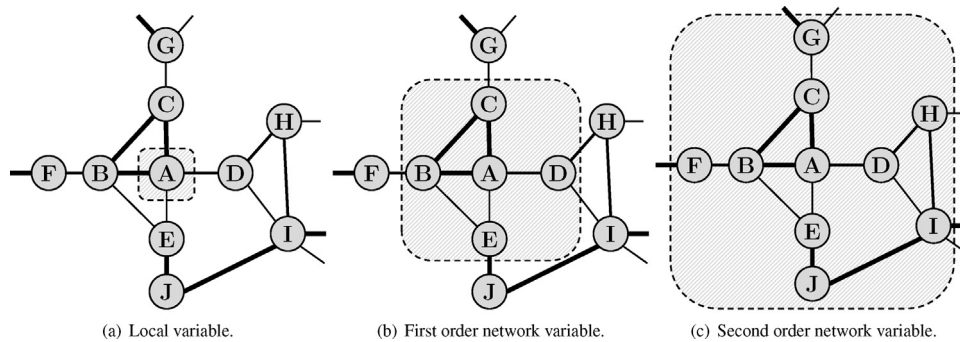 G G G
C C C
H H H
F B A D F B A D F B A D
E E E
I I I
J J J
(a) Local variable. (b) First order network variable. (c) Second order network variable.